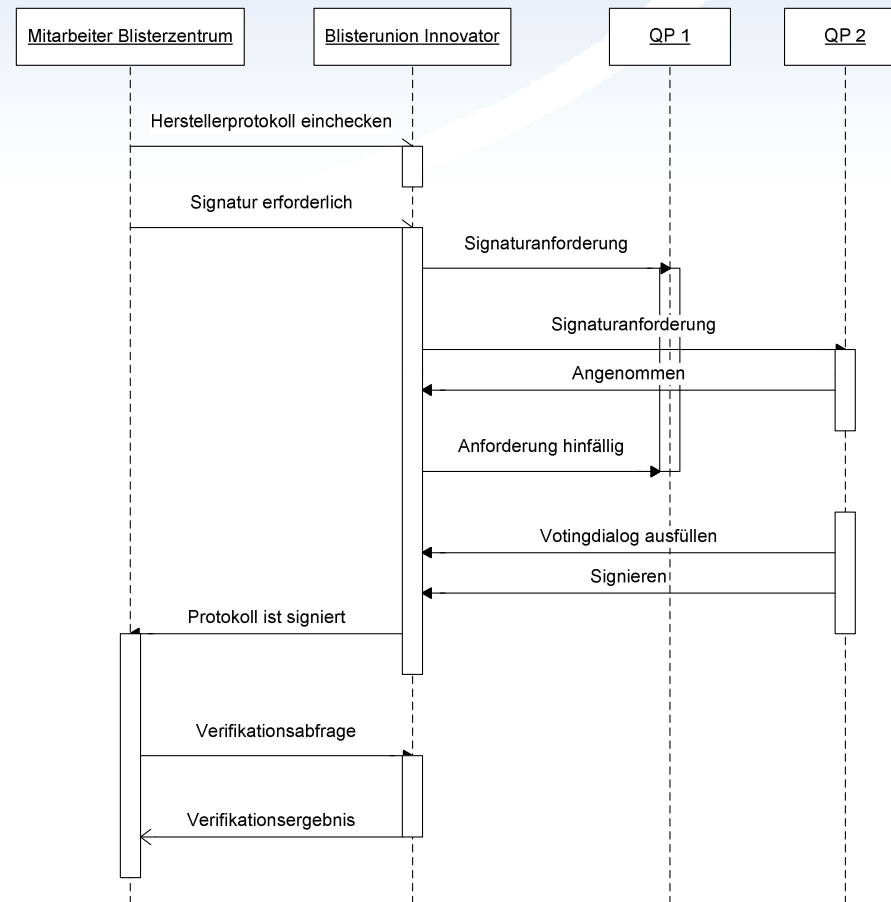 Mitarbeiter Blisterzentrum
Blisterunion Innovator
QP 1
QP 2
Herstellerprotokoll einchecken
Signatur erforderlich
Signaturanforderung
Signaturanforderung
Angenommen
Anforderung hinfällig
Votingdialog ausfüllen
Signieren
Protokoll ist signiert
Verifikationsabfrage
Verifikationsergebnis